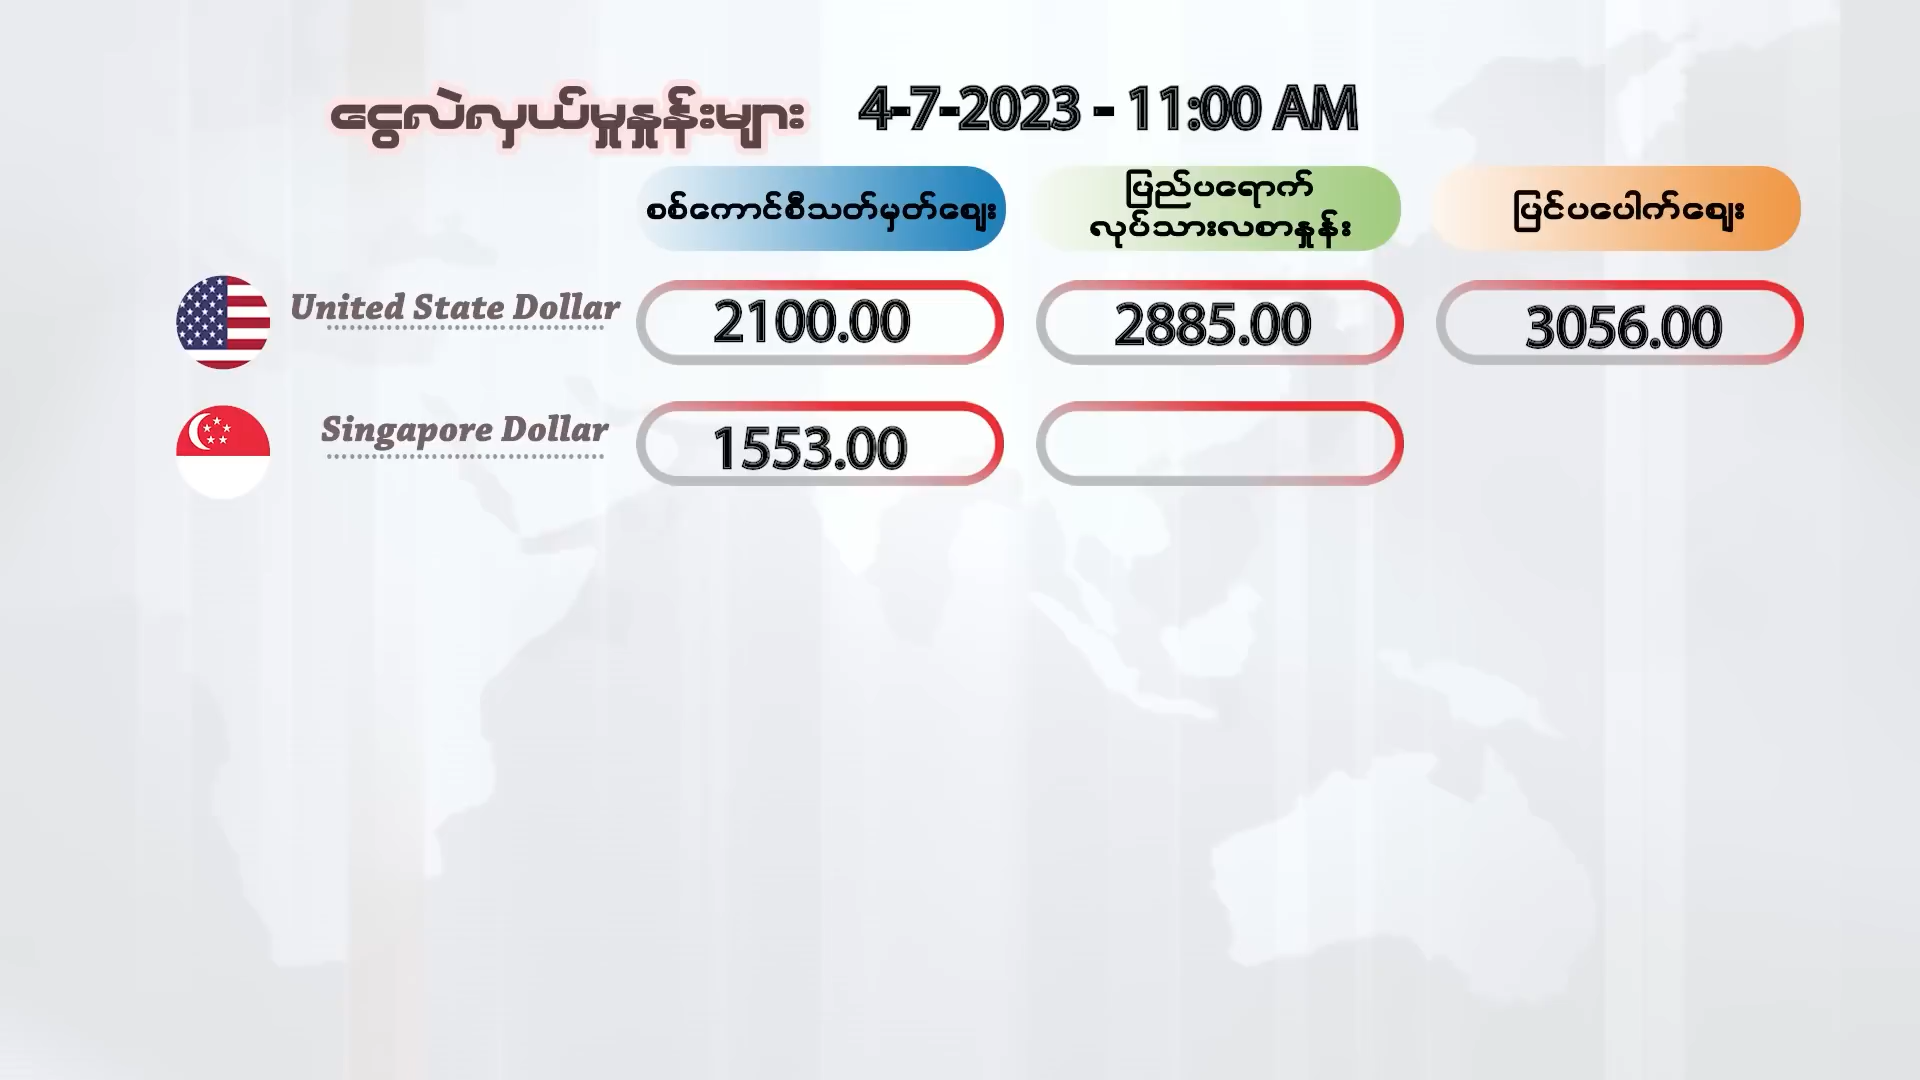 ငွေလဲလှယ်မှုနှုန်းများ 4-7-2023 - 11:00 AM
စစ်ကောင်စီသတ်မှတ်ဈေး
ပြည်ပရောက်
လုပ်သားလစာနှုန်း
ပြင်ပပေါက်ဈေး
United State Dollar 2100.00 2885.00 3056.00
Singapore Dollar 1553.00